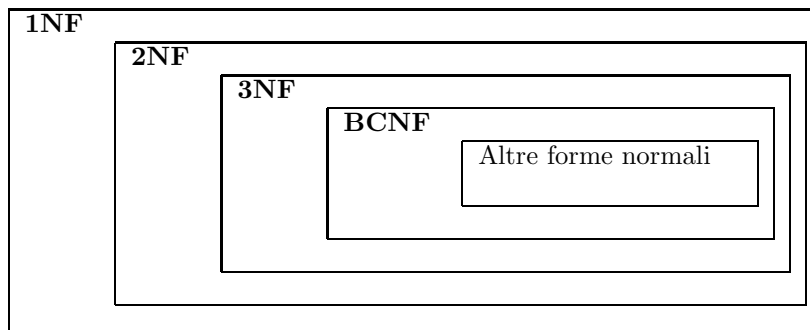 1NF
2NF
3NF
BCNF
Altre forme normali